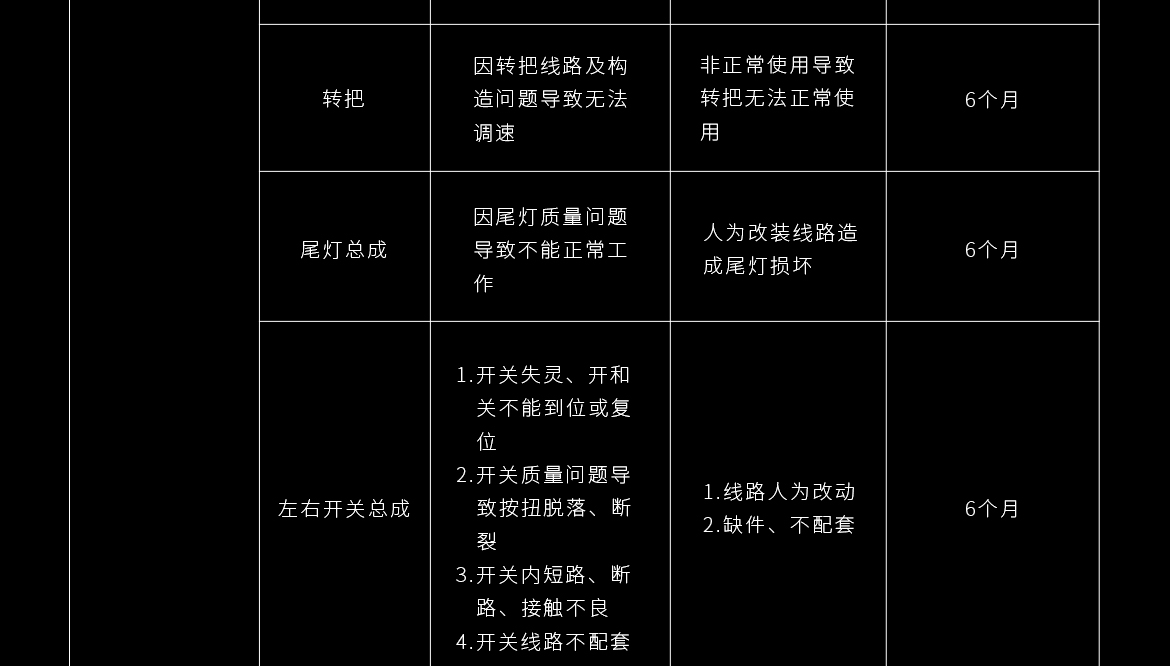 转把
因转把线路及构
造问题导致无法
调速
非正常使用导致
转把无法正常使
用
6个月
尾灯总成
因尾灯质量问题
导致不能正常工
作
人为改装线路造
成尾灯损坏
6个月
左右开关总成
1.开关失灵、开和
关不能到位或复
位
2.开关质量问题导
致按扭脱落、断
裂
3.开关内短路、断
路、接触不良
4.开关线路不配套
1.线路人为改动
2.缺件、不配套
6个月